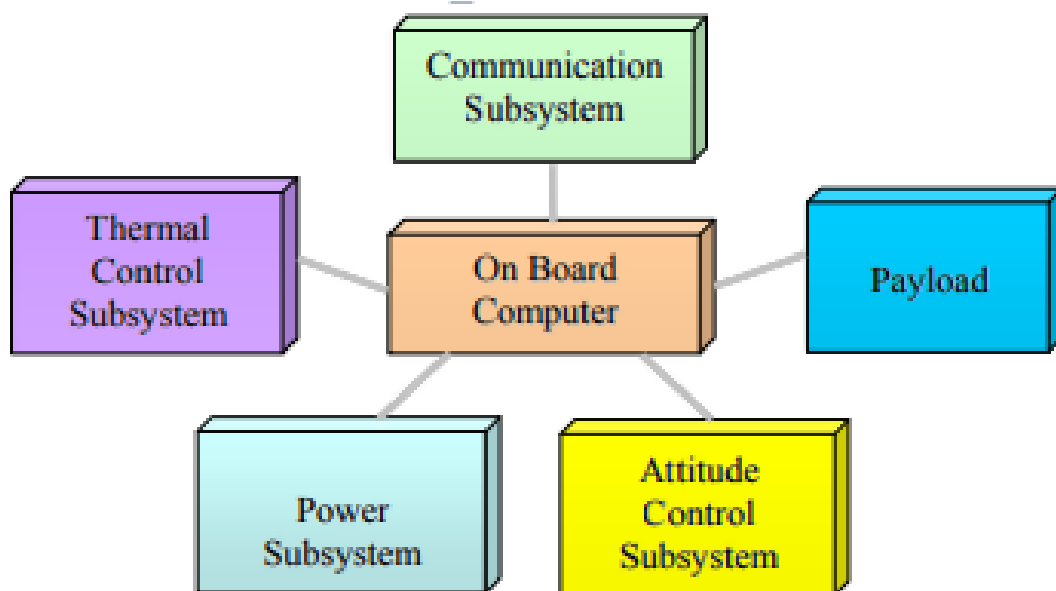 Communication
Subsystem
Thermal
Control
Subsystem
On Board
Computer
Payload
Power
Subsystem
Attitude
Control
Subsystem